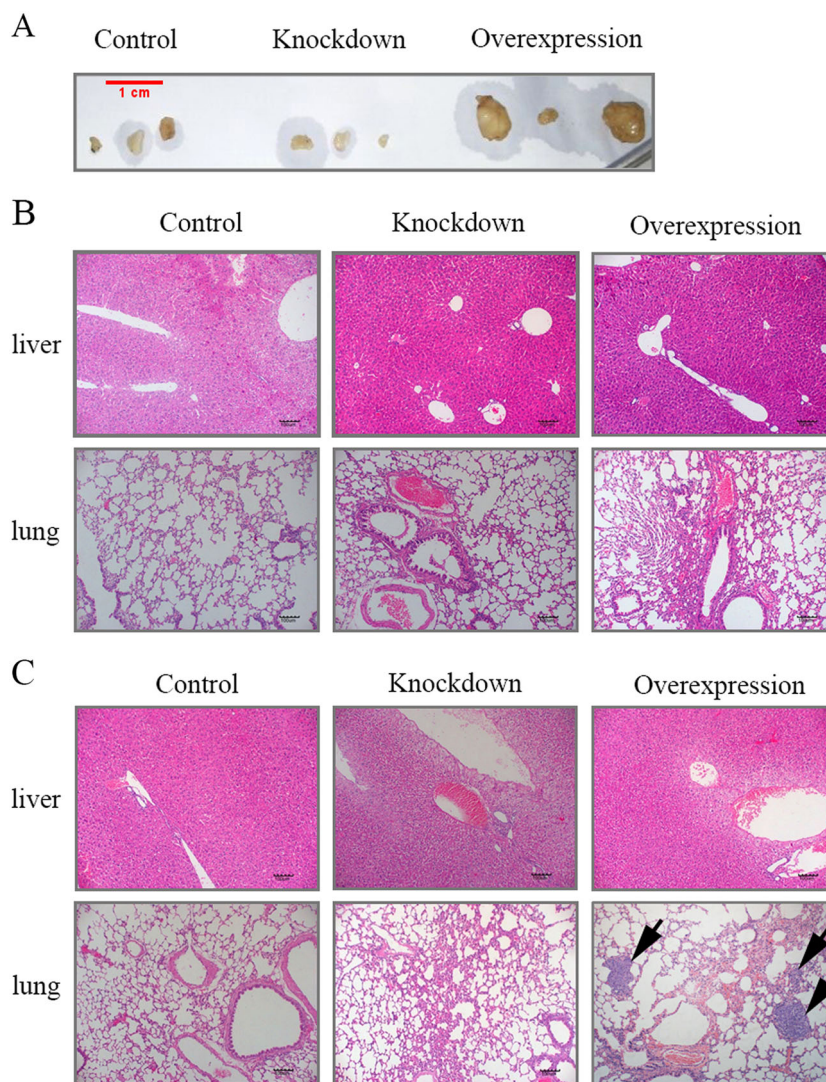 A
Control Knockdown Overexpression
1 cm
B
Control Knockdown Overexpression
liver
lung
C
Control Knockdown Overexpression
liver
lung